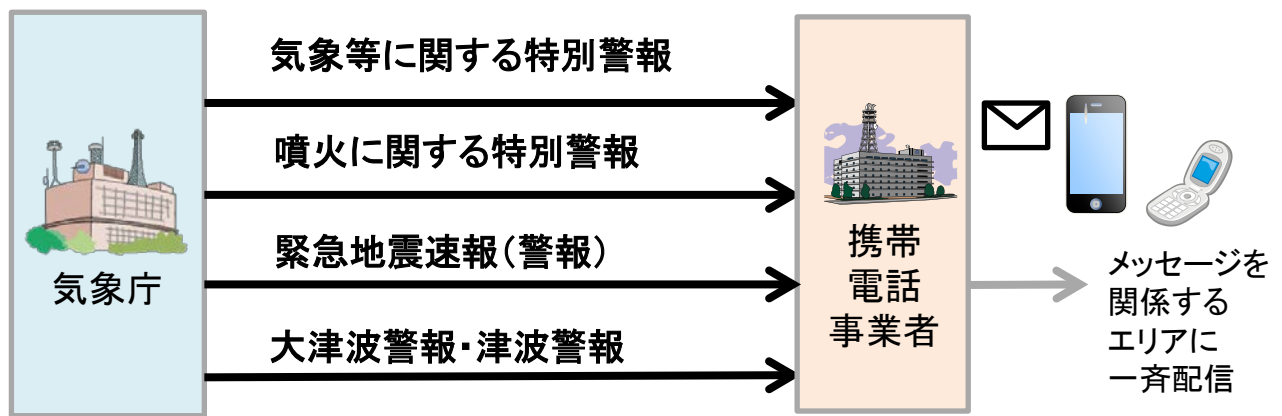 気象等に関する特別警報
噴火に関する特別警報
緊急地震速報（警報）
大津波警報・津波警報
気象庁
携帯
電話
事業者
メッセージを
関係する
エリアに
一斉配信